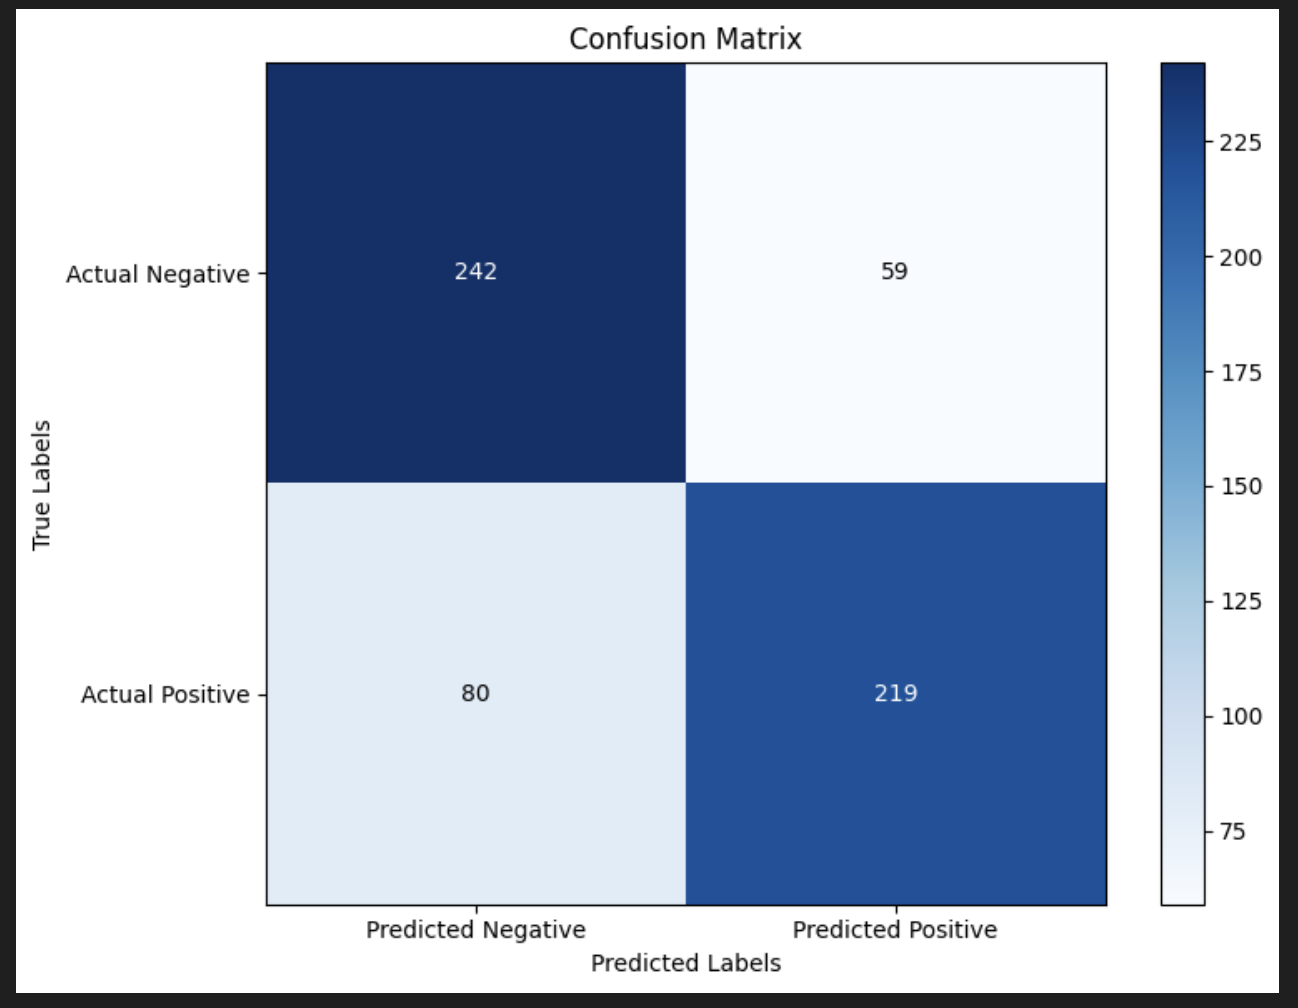 Confusion Matrix
Actual Negative
242
59
Actual Positive
80
219
True Labels
Predicted Negative
Predicted Positive
Predicted Labels
225
200
175
150
125
100
75